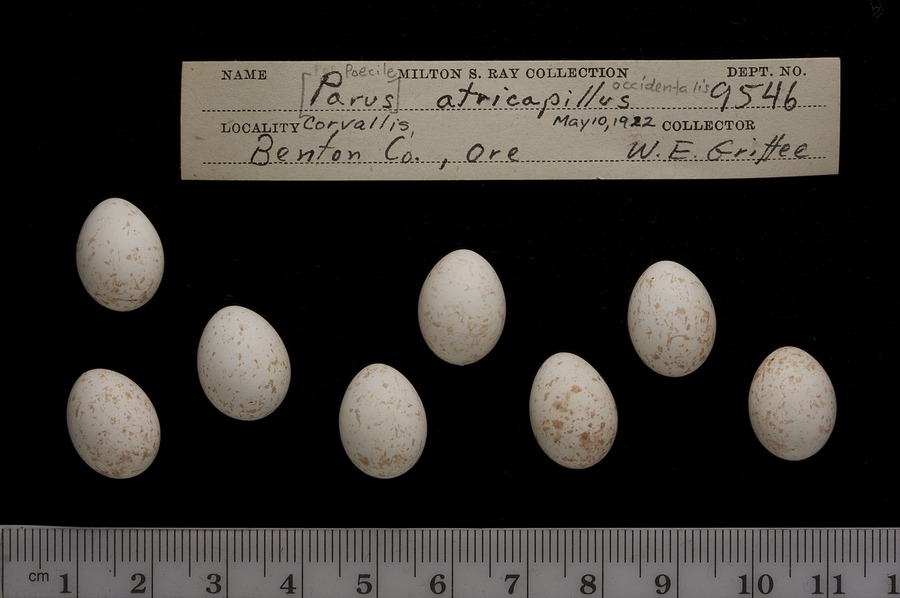 Poecile
NAME MILTON S. RAY COLLECTION DEPT. NO.
[Parus] atricapillus occidentalis 9546
LOCALITY Corvallis, May 10, 1922 COLLECTOR
Benton Co., Ore W. E. Griffee
cm 1 2 3 4 5 6 7 8 9 10 11 1